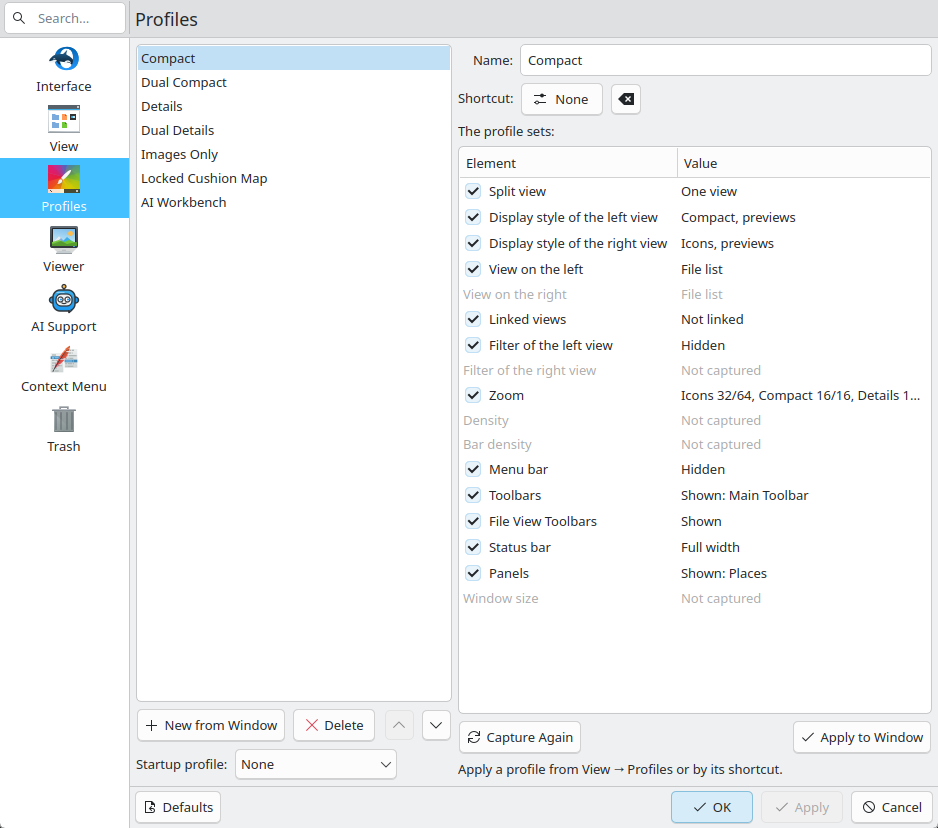 Search...
Profiles
Interface
View
Profiles
Viewer
AI Support
Context Menu
Trash
Compact
Dual Compact
Details
Dual Details
Images Only
Locked Cushion Map
AI Workbench
New from Window
Delete
Startup profile: None
Name: Compact
Shortcut: None
The profile sets:
Element Value
Split view One view
Display style of the left view Compact, previews
Display style of the right view Icons, previews
View on the left File list
View on the right File list
Linked views Not linked
Filter of the left view Hidden
Filter of the right view Not captured
Zoom Icons 32/64, Compact 16/16, Details 1...
Density Not captured
Bar density Not captured
Menu bar Hidden
Toolbars Shown: Main Toolbar
File View Toolbars Shown
Status bar Full width
Panels Shown: Places
Window size Not captured
Capture Again
Apply to Window
Apply a profile from View → Profiles or by its shortcut.
Defaults
OK
Apply
Cancel